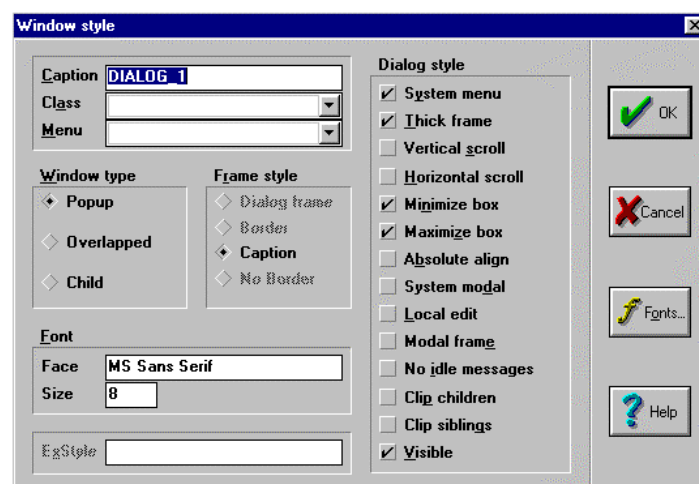 Window style
Caption DIALOG_1
Class
Menu
Window type
Popup
Overlapped
Child
Frame style
Dialog frame
Border
Caption
No Border
Font
Face MS Sans Serif
Size 8
ExStyle
Dialog style
System menu
Thick frame
Vertical scroll
Horizontal scroll
Minimize box
Maximize box
Absolute align
System modal
Local edit
Modal frame
No idle messages
Clip children
Clip siblings
Visible
OK
Cancel
Fonts...
Help